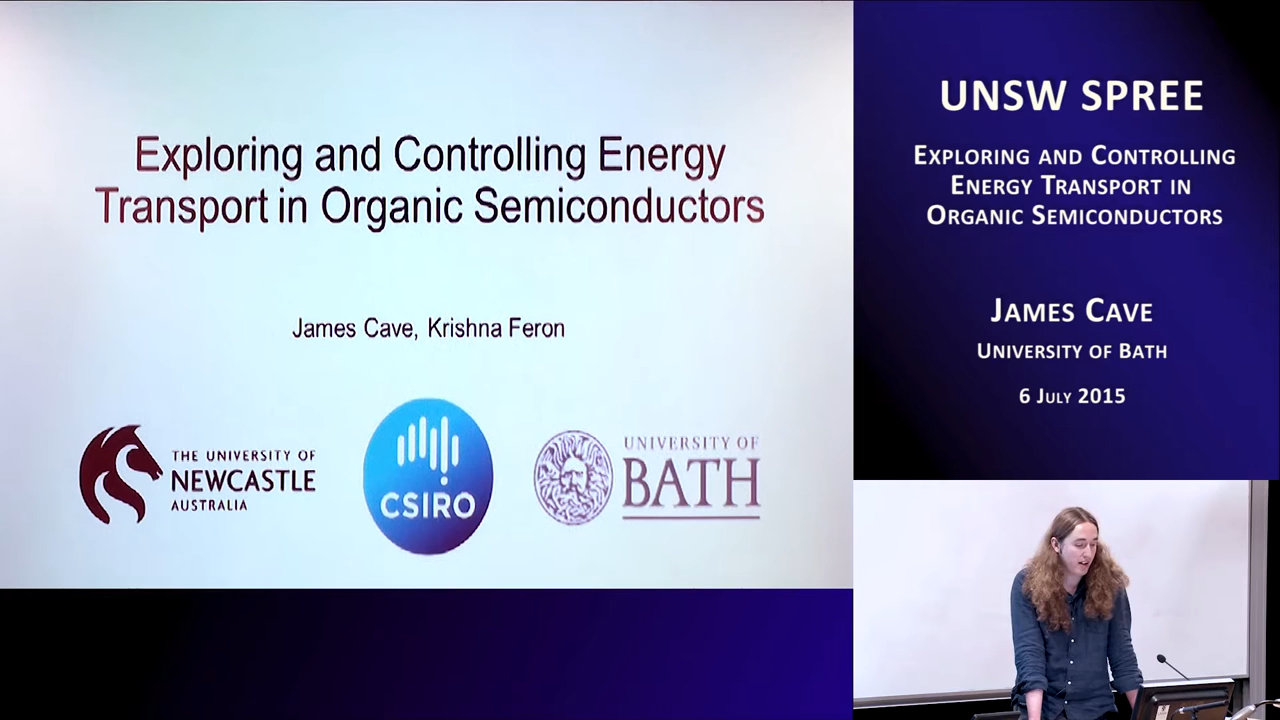 Exploring and Controlling Energy
Transport in Organic Semiconductors
James Cave, Krishna Feron
THE UNIVERSITY OF
NEWCASTLE
AUSTRALIA
CSIRO
UNIVERSITY OF
BATH
UNSW SPREE
EXPLORING AND CONTROLLING
ENERGY TRANSPORT IN
ORGANIC SEMICONDUCTORS
JAMES CAVE
UNIVERSITY OF BATH
6 JULY 2015